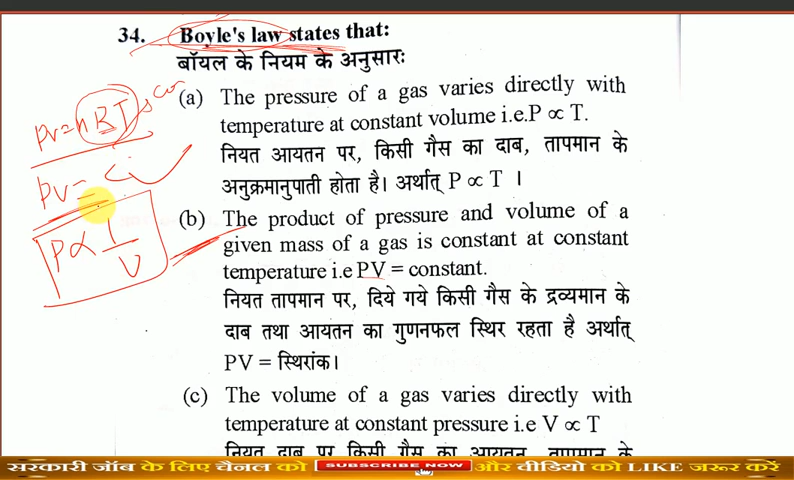 34. Boyle's law states that:
बॉयल के नियम के अनुसारः
(a) The pressure of a gas varies directly with
temperature at constant volume i.e.P ∝ T.
नियत आयतन पर, किसी गैस का दाब, तापमान के
अनुक्रमानुपाती होता है। अर्थात् P ∝ T ।
(b) The product of pressure and volume of a
given mass of a gas is constant at constant
temperature i.e PV = constant.
नियत तापमान पर, दिये गये किसी गैस के द्रव्यमान के
दाब तथा आयतन का गुणनफल स्थिर रहता है अर्थात्
PV = स्थिरांक।
(c) The volume of a gas varies directly with
temperature at constant pressure i.e V ∝ T
नियत दाब पर किसी गैस का आयतन, तापमान के
PV = nRT
PV = C
P ∝ 1/V
सरकारी जॉब के लिए चैनल को SUBSCRIBE NOW और वीडियो को LIKE जरूर करें